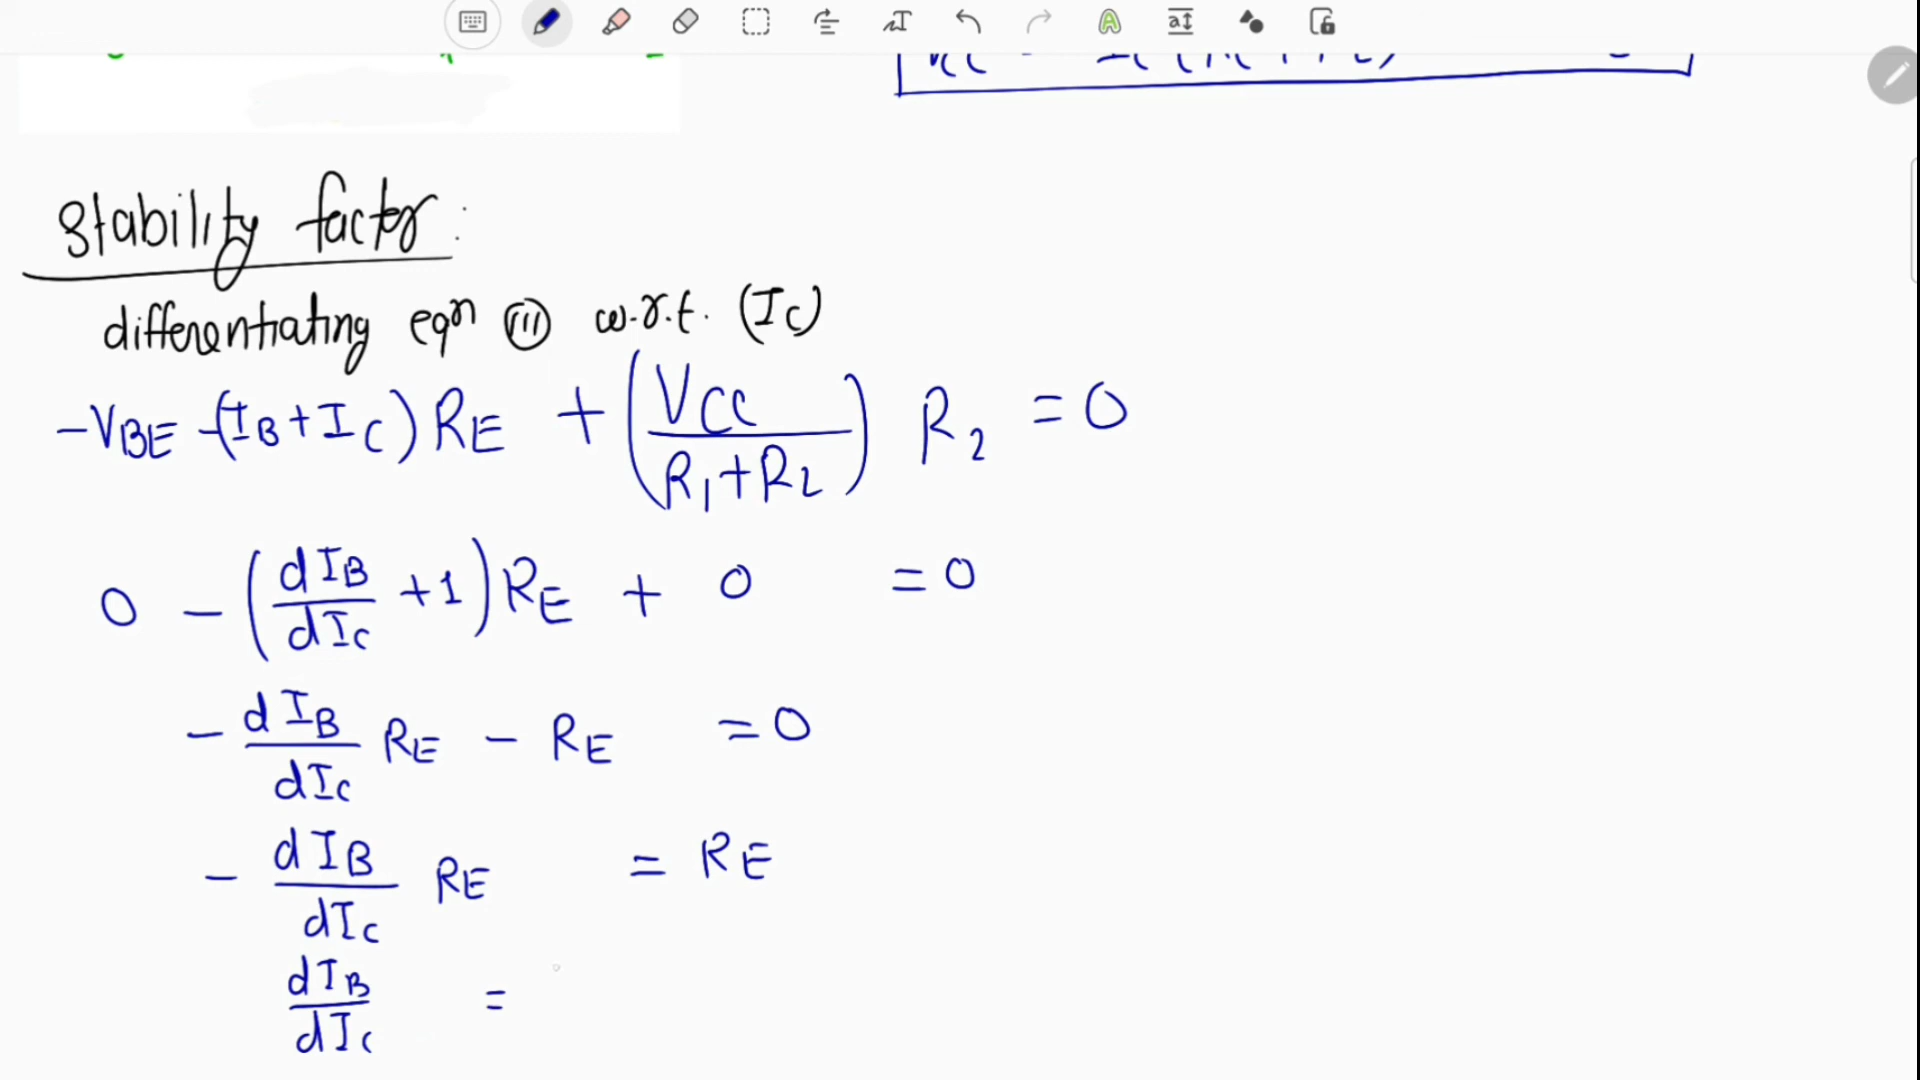 Stability factor:
differentiating eqn (iii) w.r.t. (IC)
-VBE -(IB+IC) RE + (VCC/(R1+R2)) R2 = 0
0 - (dIB/dIC +1) RE + 0 = 0
- dIB/dIC RE - RE = 0
- dIB/dIC RE = RE
dIB/dIC =